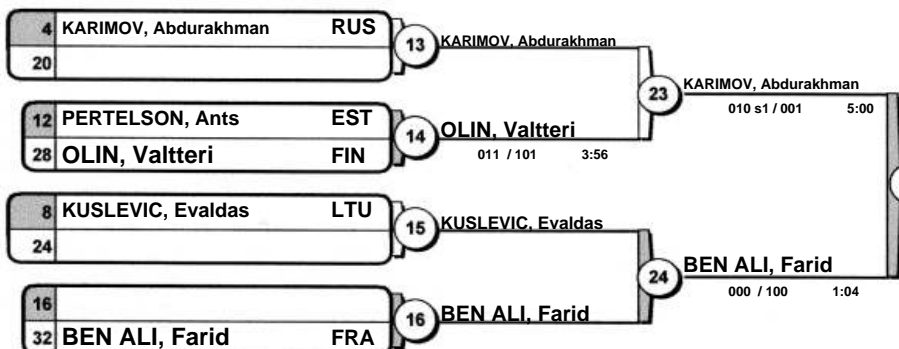 4 KARIMOV, Abdurakhman RUS
20
13 KARIMOV, Abdurakhman
12 PERTELSON, Ants EST
28 OLIN, Valtteri FIN
14 OLIN, Valtteri
011 / 101 3:56
23 KARIMOV, Abdurakhman
010 s1 / 001 5:00
8 KUSLEVIC, Evaldas LTU
24
15 KUSLEVIC, Evaldas
16
32 BEN ALI, Farid FRA
16 BEN ALI, Farid
24 BEN ALI, Farid
000 / 100 1:04